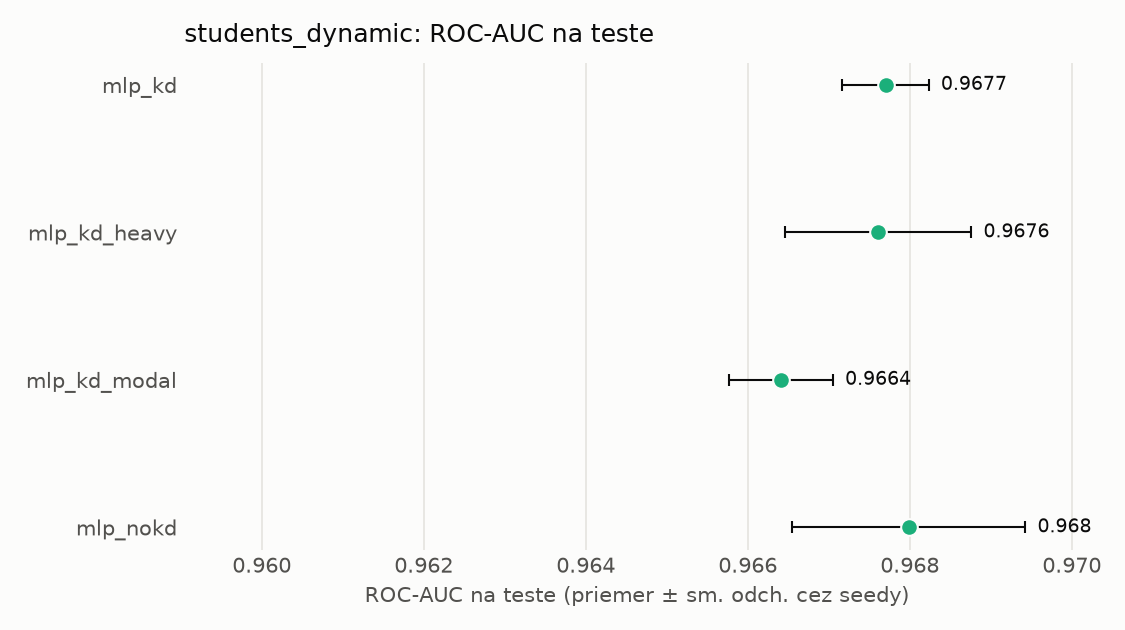 students_dynamic: ROC-AUC na teste
mlp_kd
0.9677
mlp_kd_heavy
0.9676
mlp_kd_modal
0.9664
mlp_nokd
0.968
0.960 0.962 0.964 0.966 0.968 0.970
ROC-AUC na teste (priemer ± sm. odch. cez seedy)